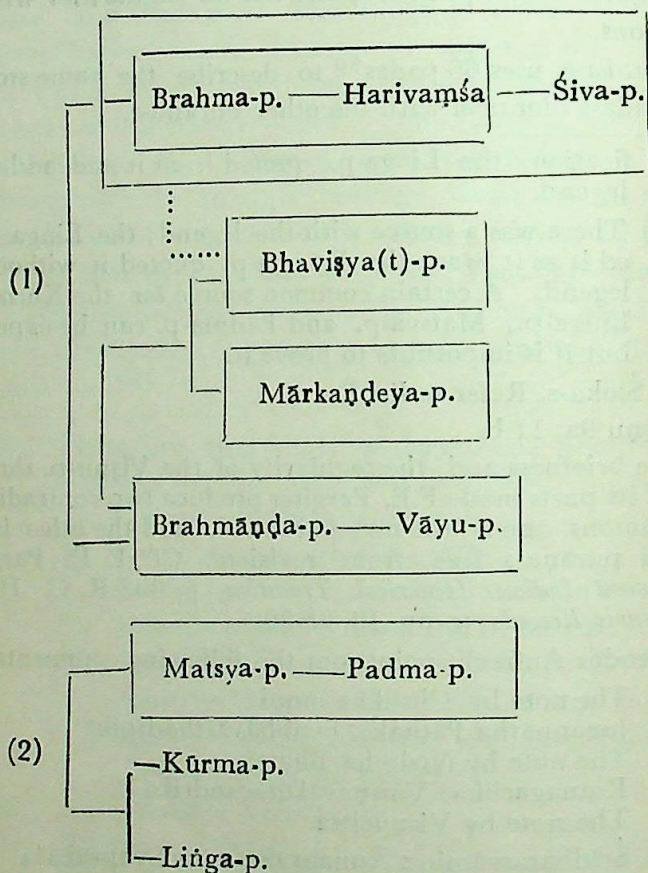 Brahma-p. — Harivaṃśa — Śiva-p.
(1)
Bhaviṣya(t)-p.
Mārkaṇḍeya-p.
Brahmāṇḍa-p. Vāyu-p.
Matsya-p. — Padma-p.
(2)
Kūrma-p.
Liṅga-p.